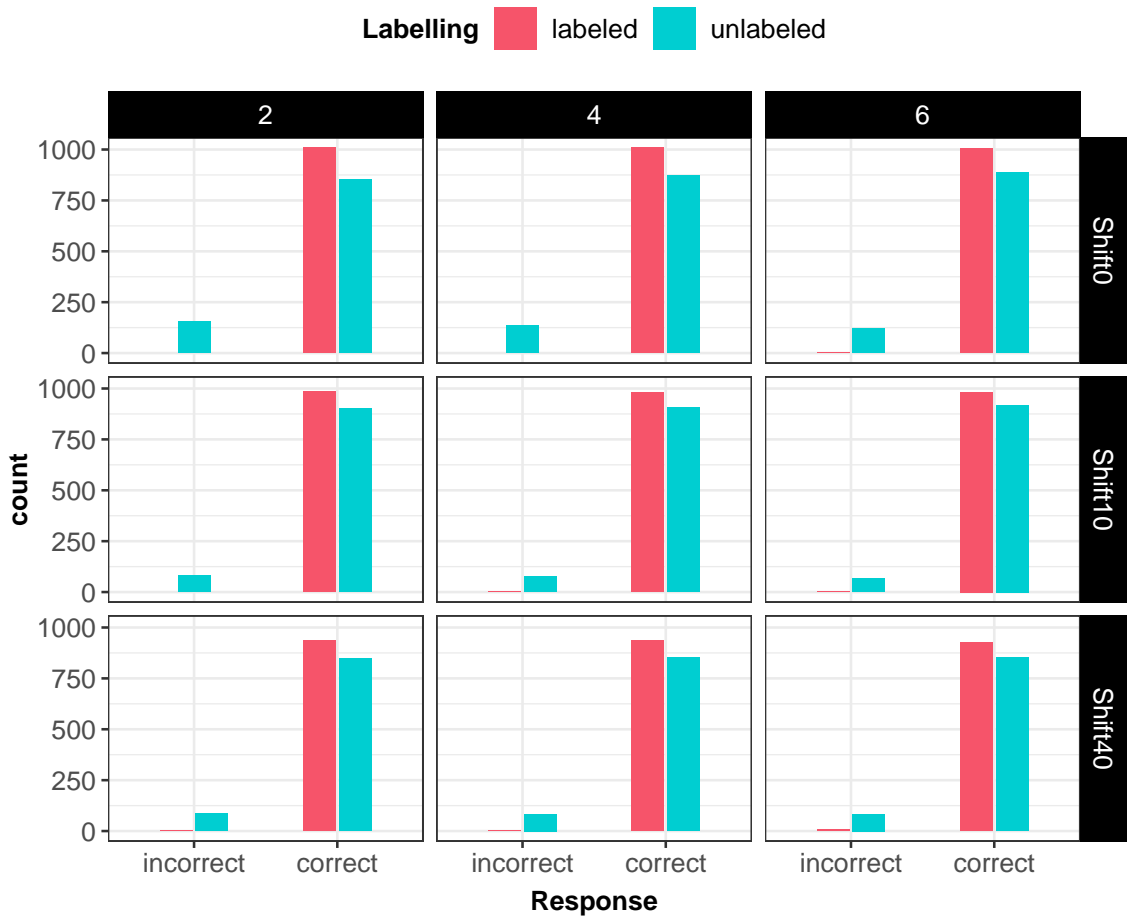 Labelling labeled unlabeled
2 4 6
1000
750
500
250
0
Shift0
1000
750
500
250
0
Shift10
1000
750
500
250
0
Shift40
count
incorrect correct incorrect correct incorrect correct
Response